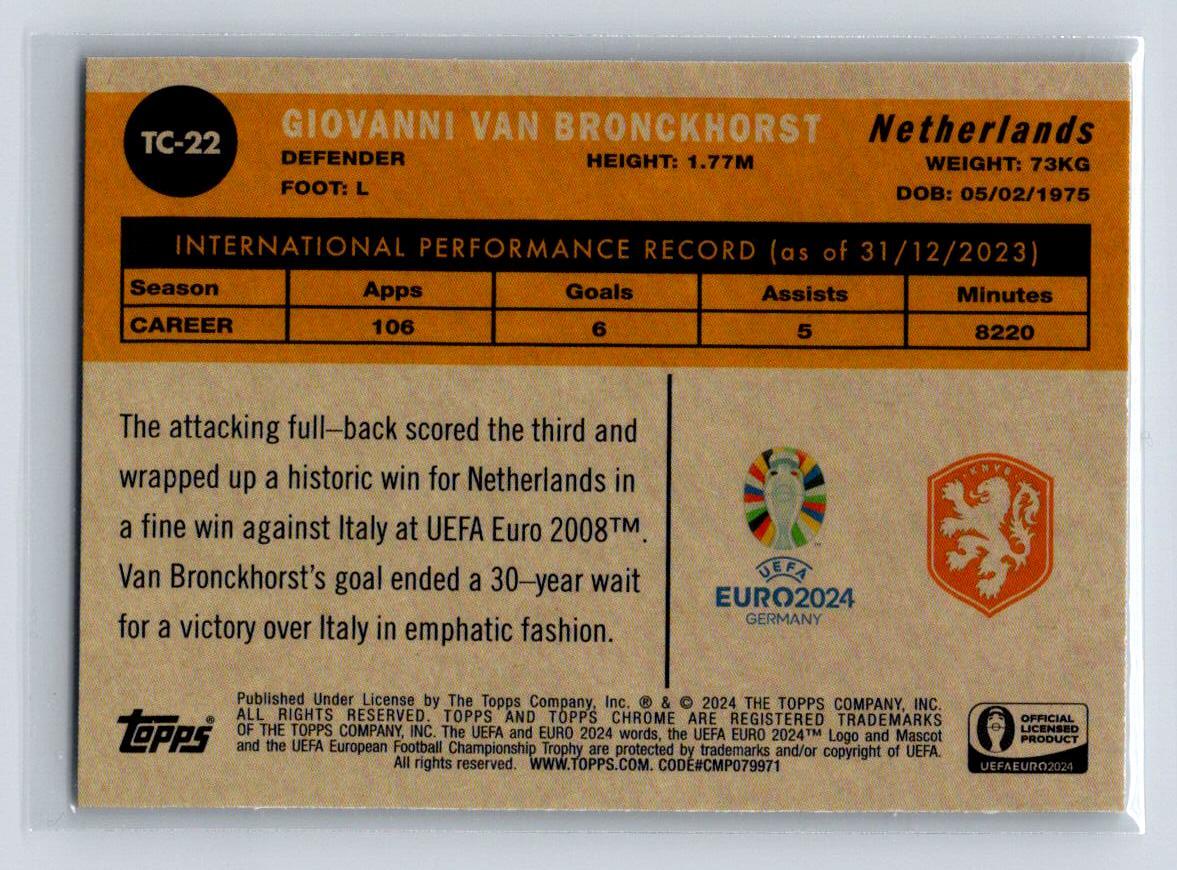 TC-22
GIOVANNI VAN BRONCKHORST
Netherlands
DEFENDER
HEIGHT: 1.77M
WEIGHT: 73KG
FOOT: L
DOB: 05/02/1975
INTERNATIONAL PERFORMANCE RECORD (as of 31/12/2023)
Season Apps Goals Assists Minutes
CAREER 106 6 5 8220
The attacking full–back scored the third and
wrapped up a historic win for Netherlands in
a fine win against Italy at UEFA Euro 2008™.
Van Bronckhorst's goal ended a 30–year wait
for a victory over Italy in emphatic fashion.
UEFA
EURO2024
GERMANY
KNVB
topps®
Published Under License by The Topps Company, Inc. ® & © 2024 THE TOPPS COMPANY, INC.
ALL RIGHTS RESERVED. TOPPS AND TOPPS CHROME ARE REGISTERED TRADEMARKS
OF THE TOPPS COMPANY, INC. The UEFA and EURO 2024 words, the UEFA EURO 2024™ Logo and Mascot
and the UEFA European Football Championship Trophy are protected by trademarks and/or copyright of UEFA.
All rights reserved. WWW.TOPPS.COM. CODE#CMP079971
OFFICIAL
LICENSED
PRODUCT
UEFAEURO2024